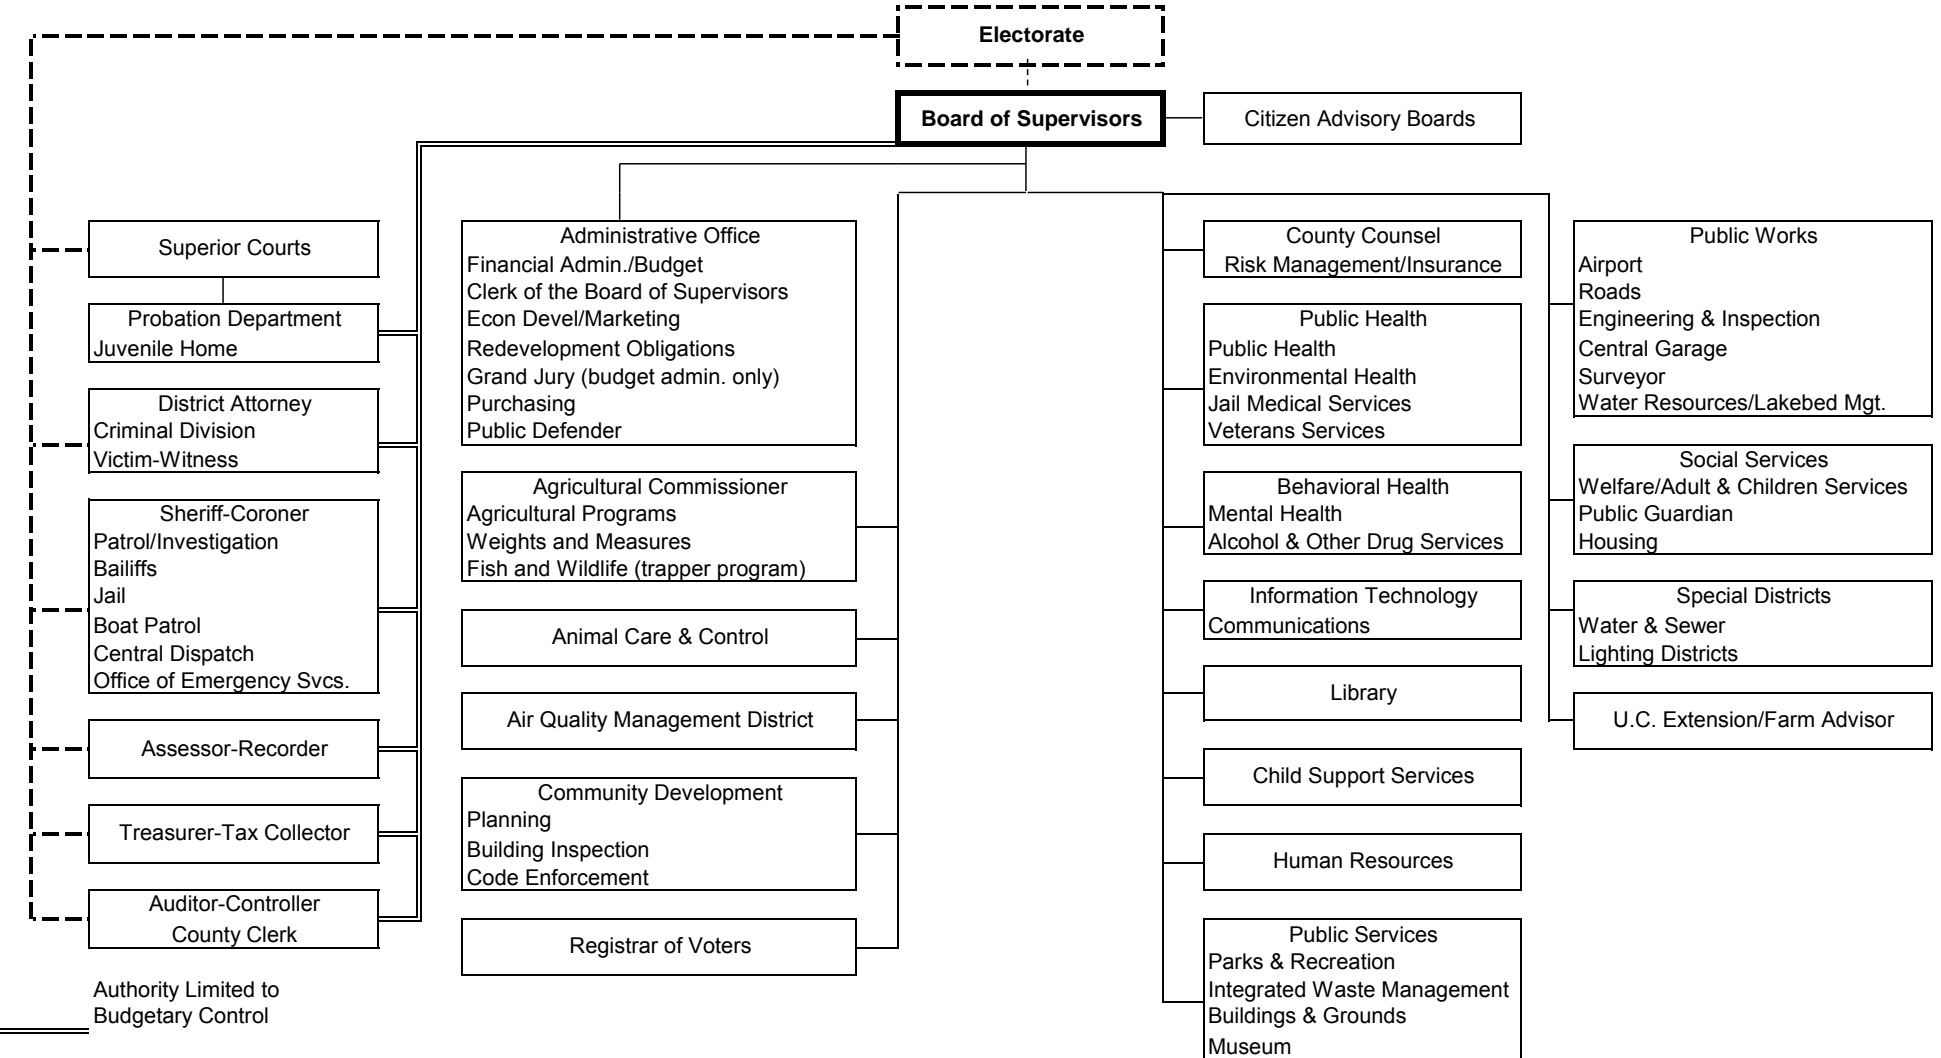 Electorate
Board of Supervisors
Citizen Advisory Boards
Superior Courts
Probation Department
Juvenile Home
District Attorney
Criminal Division
Victim-Witness
Sheriff-Coroner
Patrol/Investigation
Bailiffs
Jail
Boat Patrol
Central Dispatch
Office of Emergency Svcs.
Assessor-Recorder
Treasurer-Tax Collector
Auditor-Controller
County Clerk
Authority Limited to
Budgetary Control
Administrative Office
Financial Admin./Budget
Clerk of the Board of Supervisors
Econ Devel/Marketing
Redevelopment Obligations
Grand Jury (budget admin. only)
Purchasing
Public Defender
Agricultural Commissioner
Agricultural Programs
Weights and Measures
Fish and Wildlife (trapper program)
Animal Care & Control
Air Quality Management District
Community Development
Planning
Building Inspection
Code Enforcement
Registrar of Voters
County Counsel
Risk Management/Insurance
Public Health
Public Health
Environmental Health
Jail Medical Services
Veterans Services
Behavioral Health
Mental Health
Alcohol & Other Drug Services
Information Technology
Communications
Library
Child Support Services
Human Resources
Public Services
Parks & Recreation
Integrated Waste Management
Buildings & Grounds
Museum
Public Works
Airport
Roads
Engineering & Inspection
Central Garage
Surveyor
Water Resources/Lakebed Mgt.
Social Services
Welfare/Adult & Children Services
Public Guardian
Housing
Special Districts
Water & Sewer
Lighting Districts
U.C. Extension/Farm Advisor